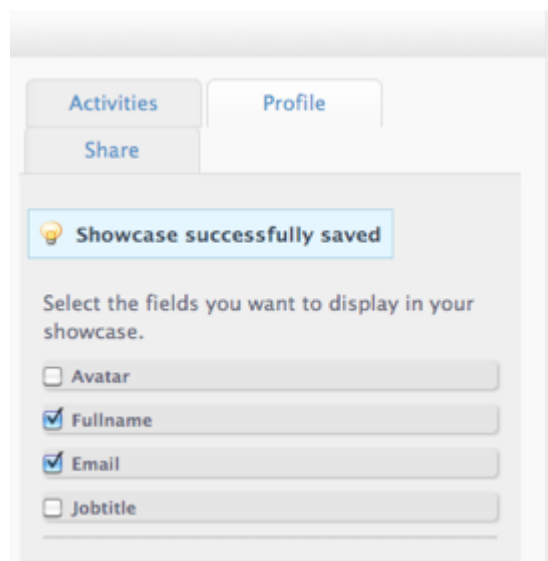 Activities
Profile
Share
Showcase successfully saved
Select the fields you want to display in your
showcase.
Avatar
Fullname
Email
Jobtitle